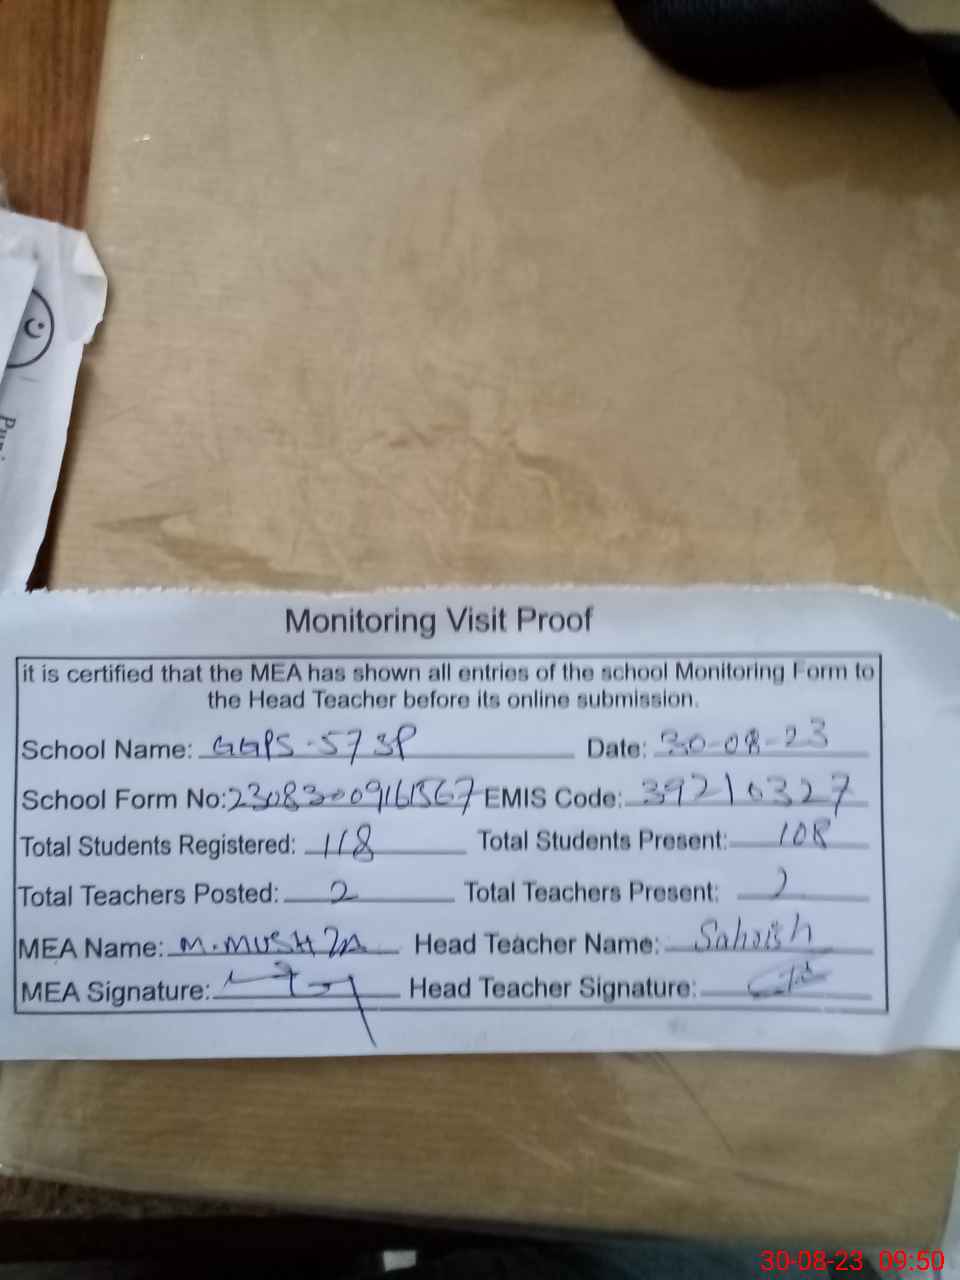 Monitoring Visit Proof
it is certified that the MEA has shown all entries of the school Monitoring Form to
the Head Teacher before its online submission.
School Name: GGPS-57 SP Date: 30-08-23
School Form No: EMIS Code: 39210327
Total Students Registered: 118 Total Students Present: 108
Total Teachers Posted: 2 Total Teachers Present: 2
MEA Name: M. Head Teacher Name: Sahrish
MEA Signature: Head Teacher Signature:
30-08-23 09:50